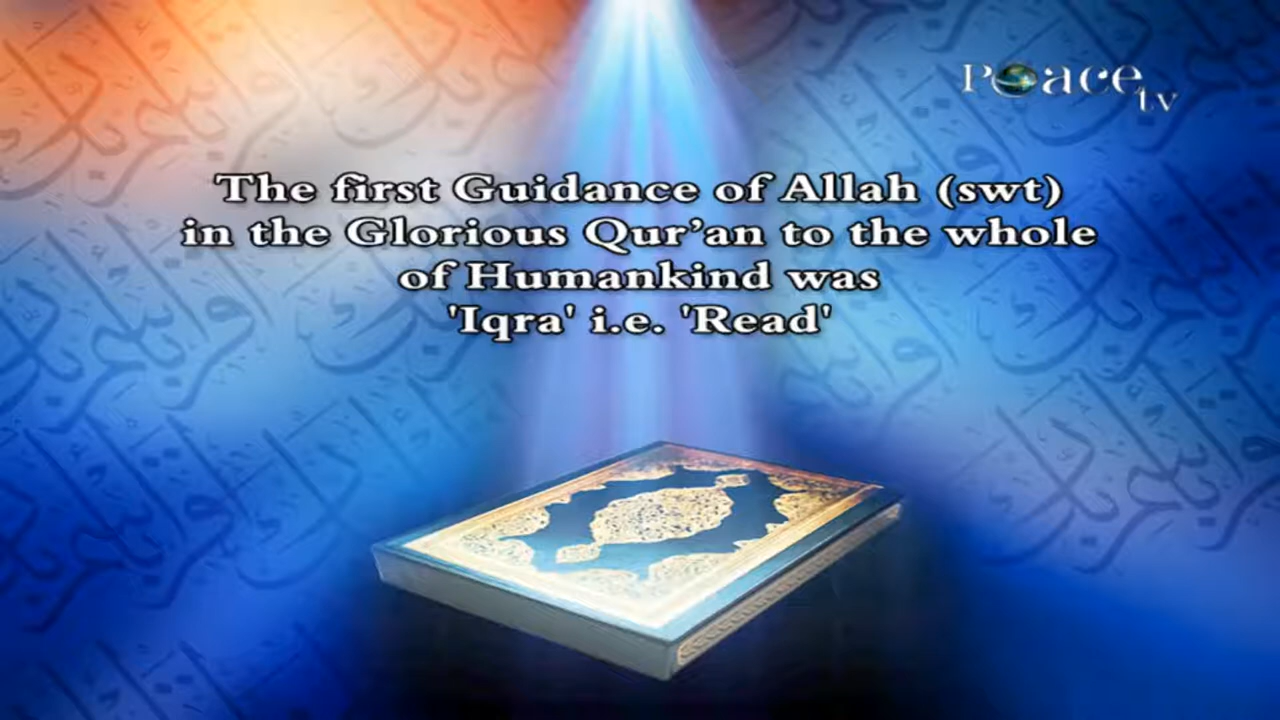 Peace tv
The first Guidance of Allah (swt)
in the Glorious Qur’an to the whole
of Humankind was
'Iqra' i.e. 'Read'